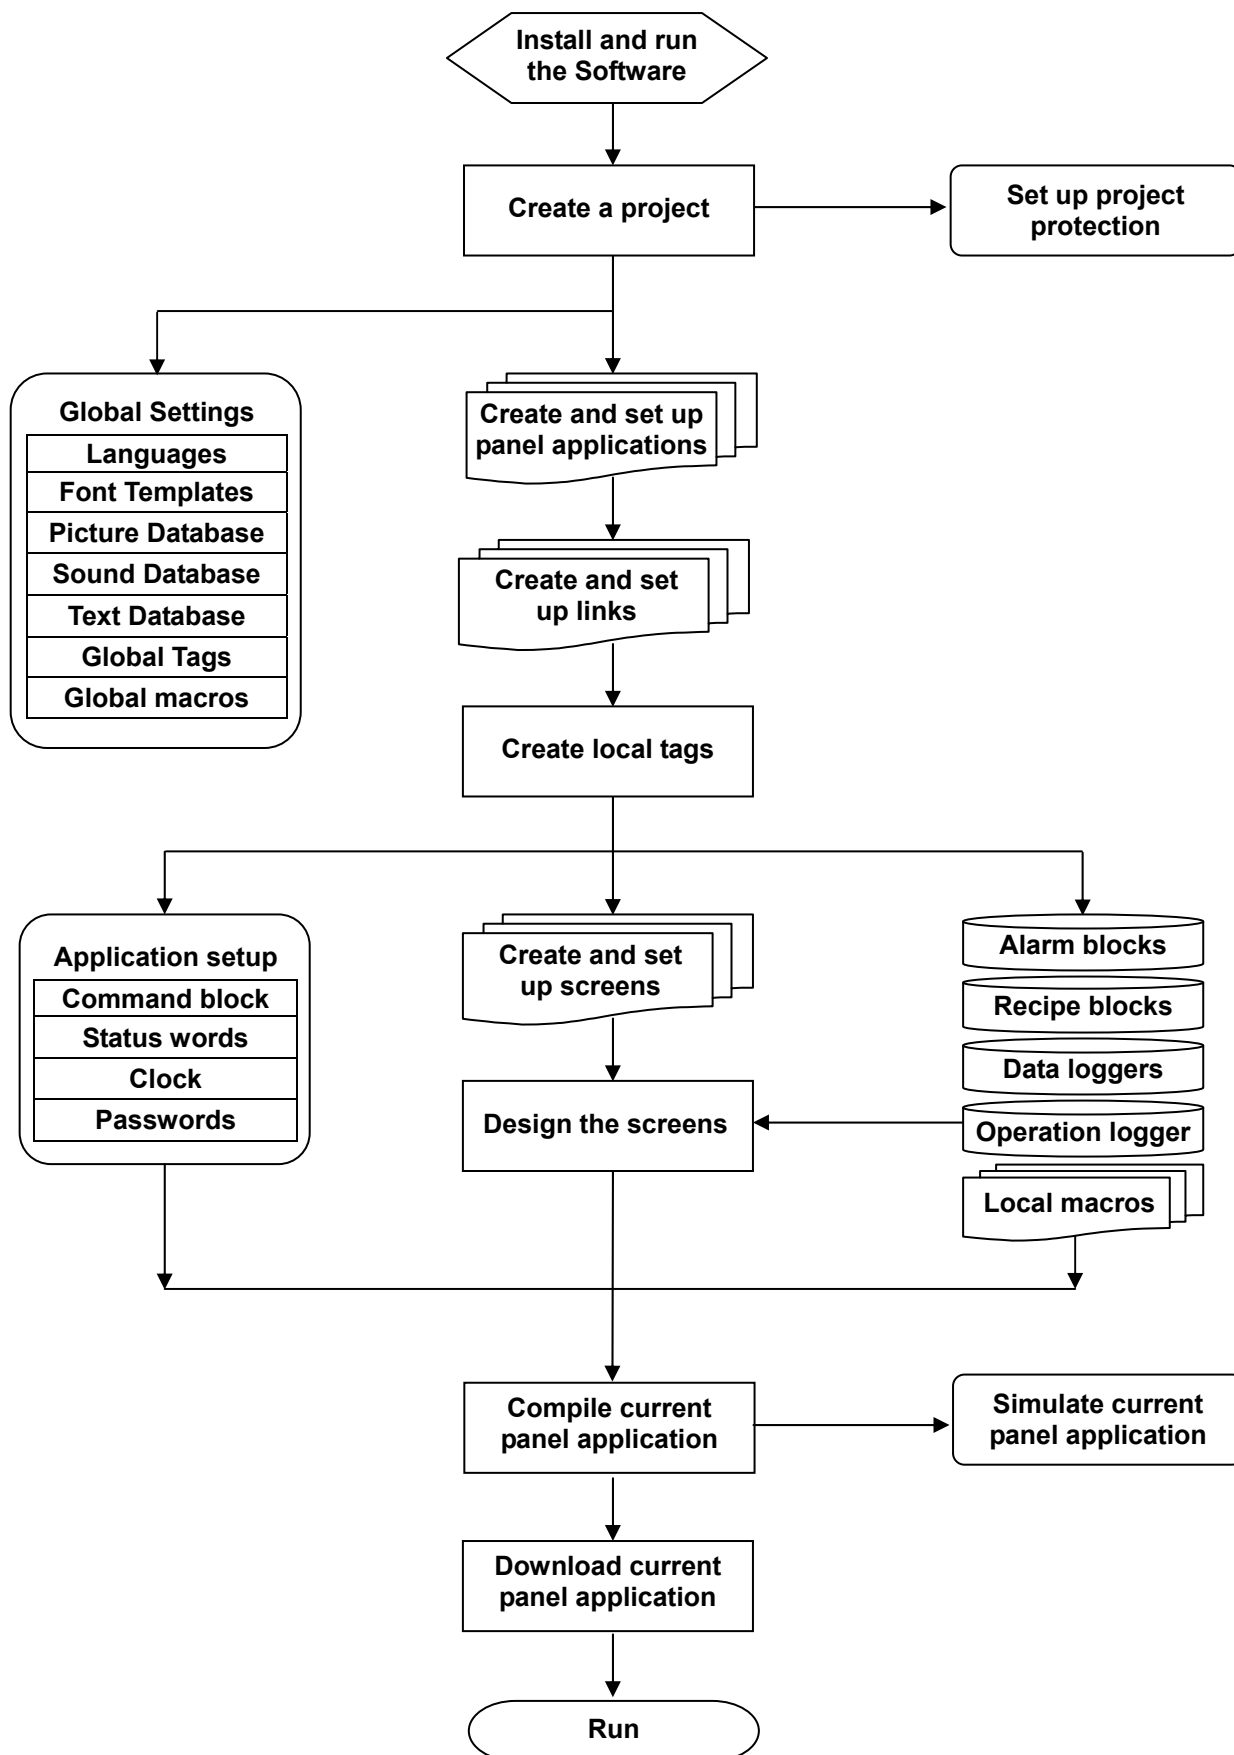 Install and run
the Software
Create a project
Set up project
protection
Global Settings
Languages
Font Templates
Picture Database
Sound Database
Text Database
Global Tags
Global macros
Create and set up
panel applications
Create and set
up links
Create local tags
Application setup
Command block
Status words
Clock
Passwords
Create and set
up screens
Design the screens
Alarm blocks
Recipe blocks
Data loggers
Operation logger
Local macros
Compile current
panel application
Simulate current
panel application
Download current
panel application
Run